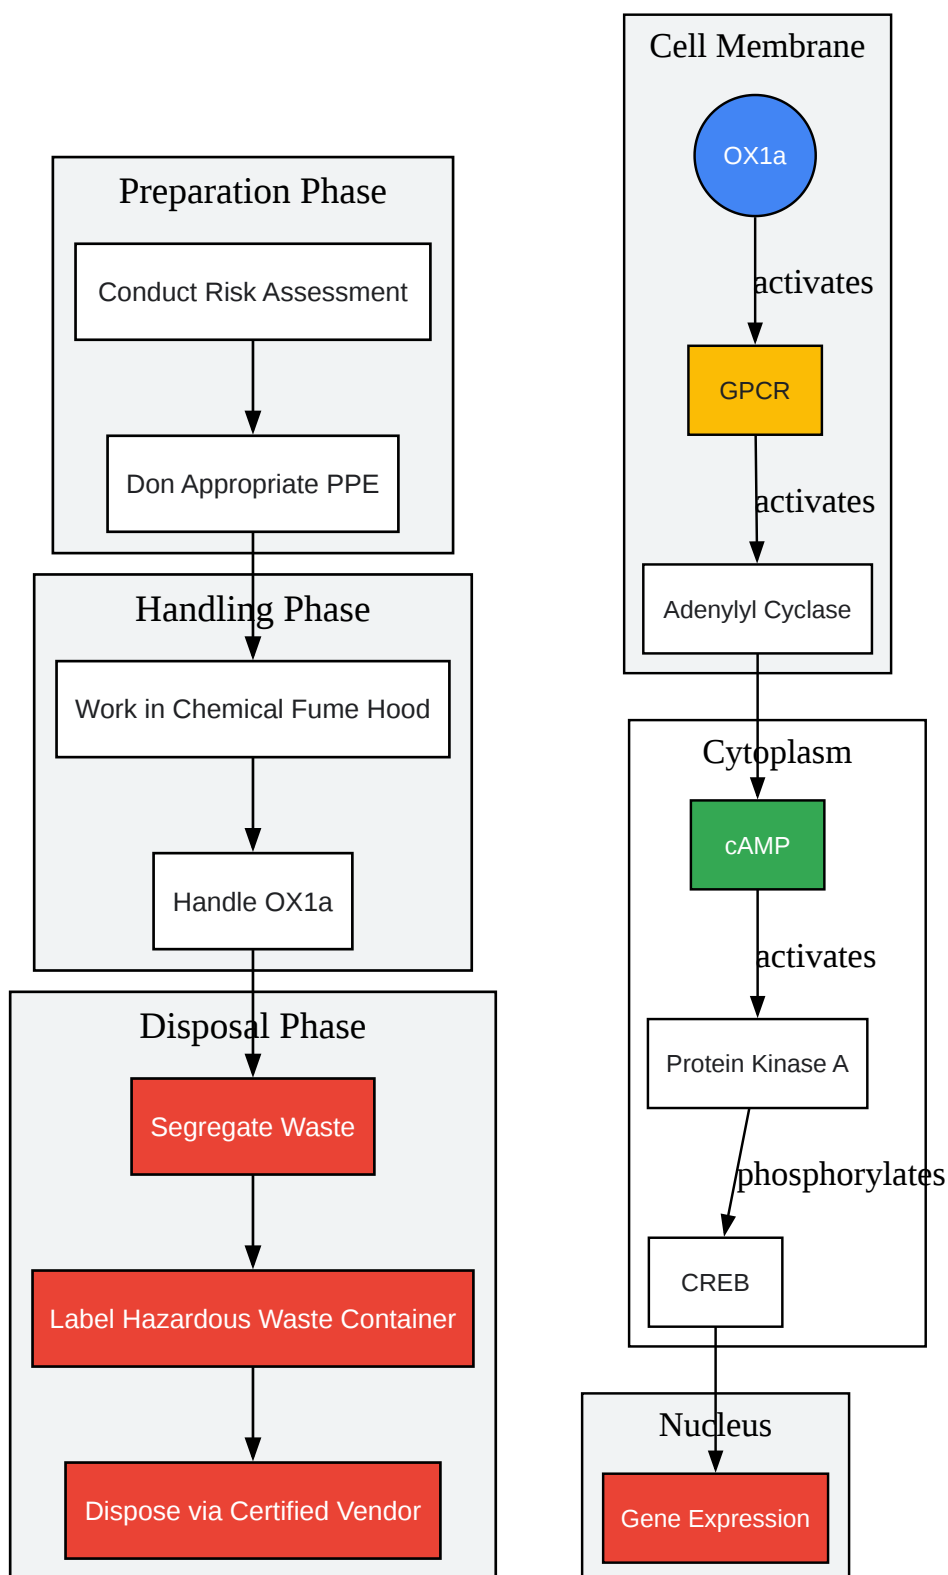 Preparation Phase
Conduct Risk Assessment
Don Appropriate PPE
Handling Phase
Work in Chemical Fume Hood
Handle OX1a
Disposal Phase
Segregate Waste
Label Hazardous Waste Container
Dispose via Certified Vendor
Cell Membrane
OX1a
activates
GPCR
activates
Adenylyl Cyclase
Cytoplasm
cAMP
activates
Protein Kinase A
phosphorylates
CREB
Nucleus
Gene Expression